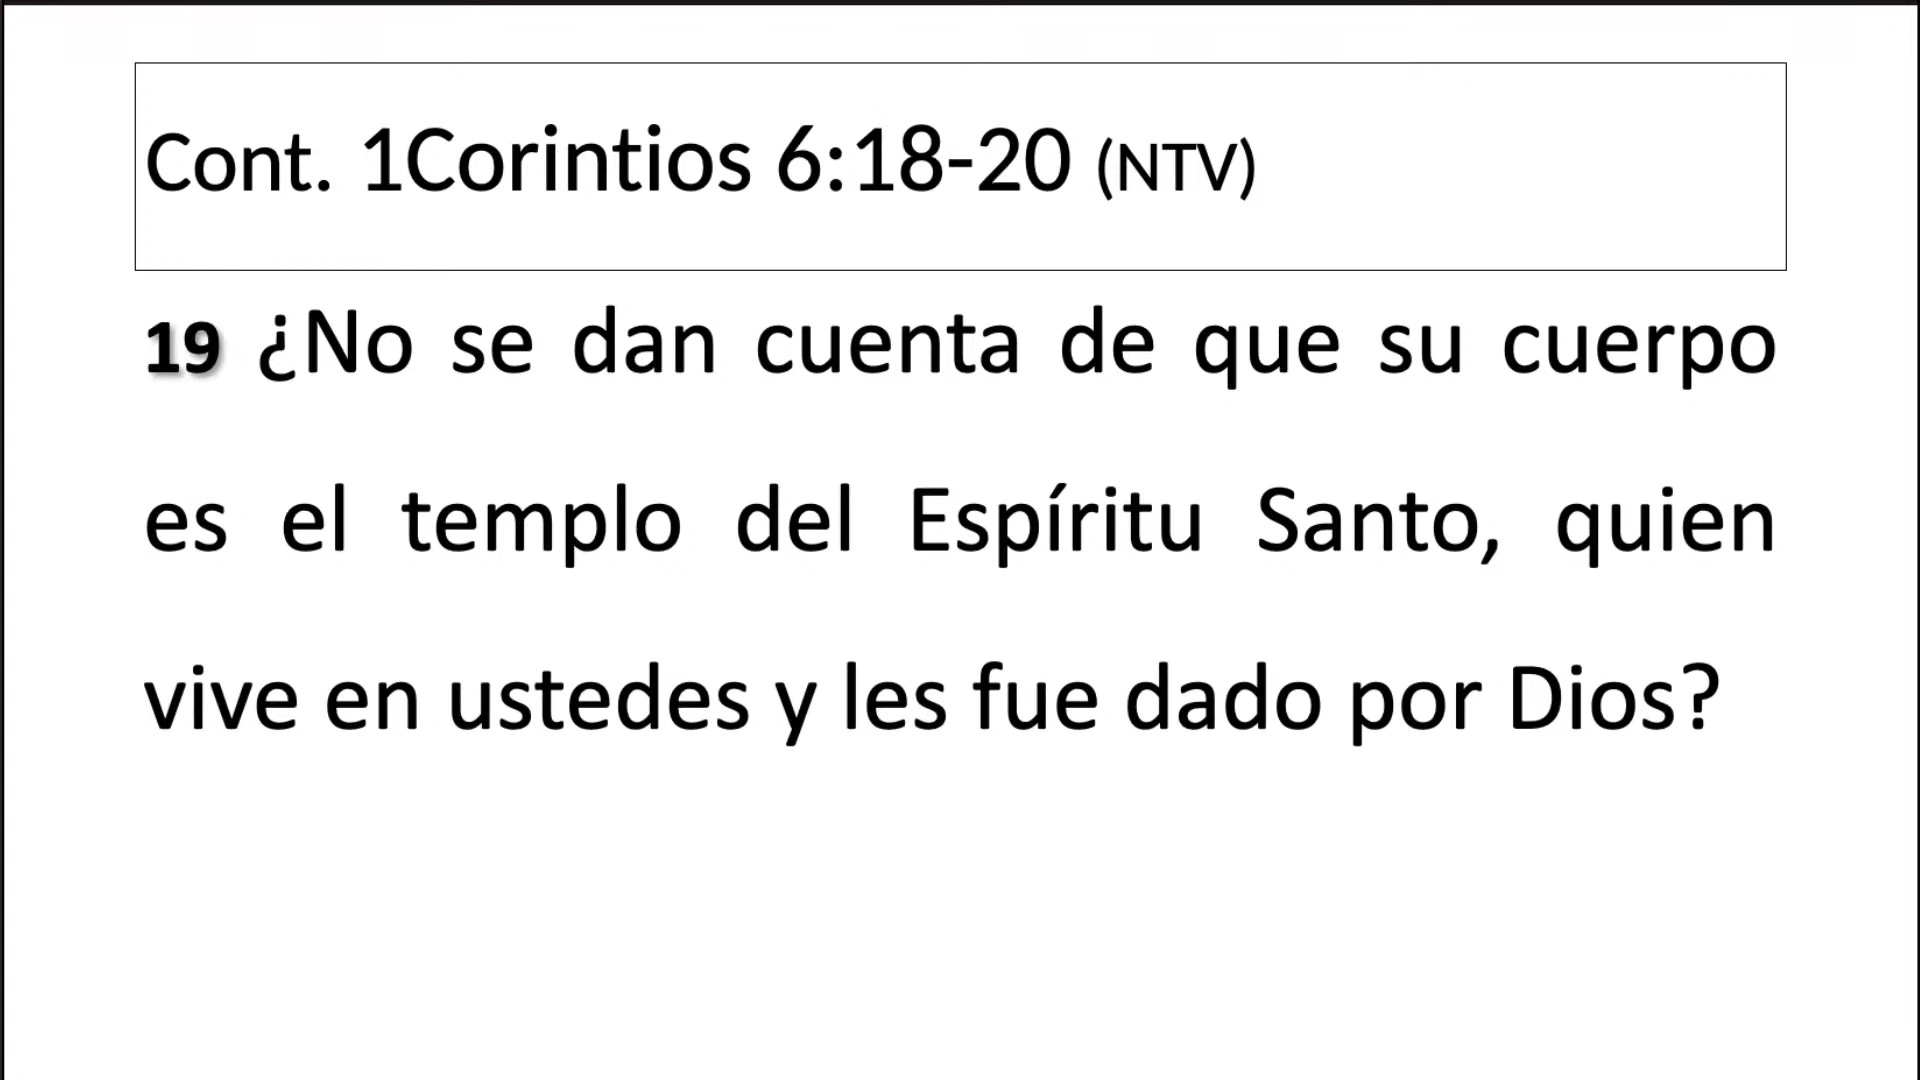 Cont. 1Corintios 6:18-20 (NTV)
19 ¿No se dan cuenta de que su cuerpo
es el templo del Espíritu Santo, quien
vive en ustedes y les fue dado por Dios?